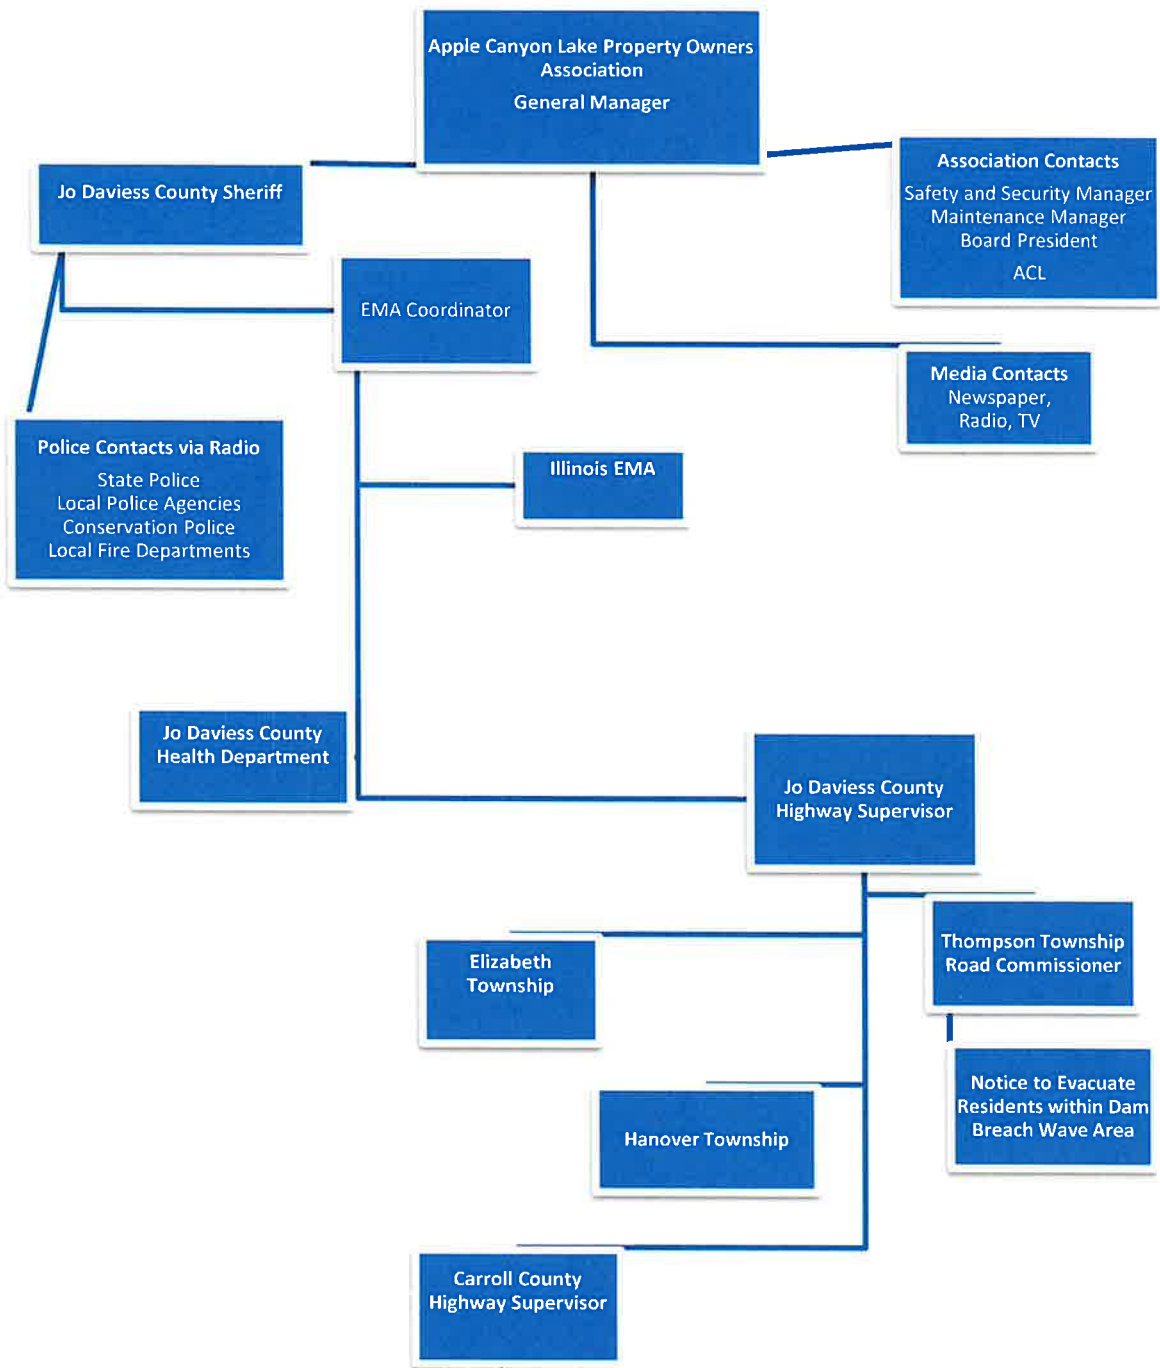 Apple Canyon Lake Property Owners
Association
General Manager
Jo Daviess County Sheriff
Association Contacts
Safety and Security Manager
Maintenance Manager
Board President
ACL
EMA Coordinator
Media Contacts
Newspaper,
Radio, TV
Police Contacts via Radio
State Police
Local Police Agencies
Conservation Police
Local Fire Departments
Illinois EMA
Jo Daviess County
Health Department
Jo Daviess County
Highway Supervisor
Elizabeth
Township
Thompson Township
Road Commissioner
Hanover Township
Notice to Evacuate
Residents within Dam
Breach Wave Area
Carroll County
Highway Supervisor